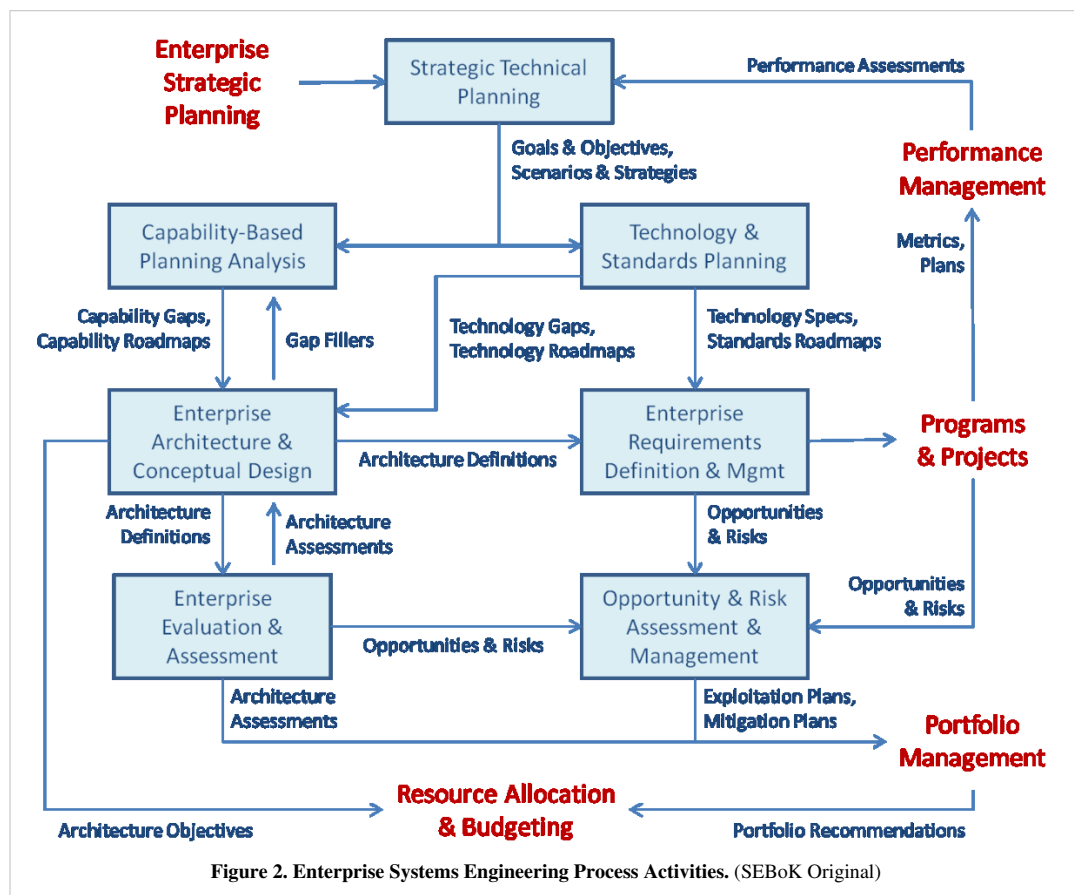 Enterprise
Strategic
Planning
Strategic Technical
Planning
Performance Assessments
Goals & Objectives,
Scenarios & Strategies
Performance
Management
Capability-Based
Planning Analysis
Technology &
Standards Planning
Metrics,
Plans
Capability Gaps,
Capability Roadmaps
Gap Fillers
Technology Gaps,
Technology Roadmaps
Technology Specs,
Standards Roadmaps
Enterprise
Architecture &
Conceptual Design
Architecture Definitions
Enterprise
Requirements
Definition & Mgmt
Programs
& Projects
Architecture
Definitions
Architecture
Assessments
Opportunities
& Risks
Enterprise
Evaluation &
Assessment
Opportunities & Risks
Opportunity & Risk
Assessment &
Management
Opportunities
& Risks
Architecture
Assessments
Exploitation Plans,
Mitigation Plans
Portfolio
Management
Architecture Objectives
Resource Allocation
& Budgeting
Portfolio Recommendations
Figure 2. Enterprise Systems Engineering Process Activities. (SEBoK Original)